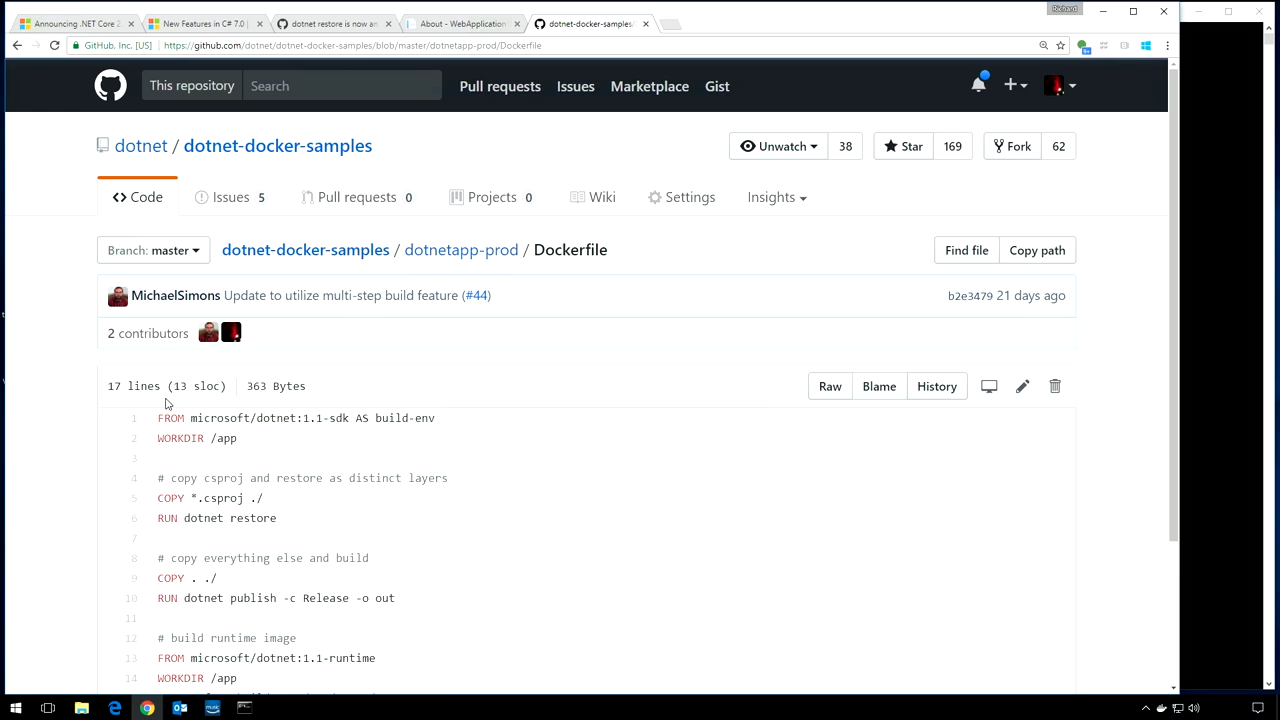 Richard
Announcing .NET Core 2.
New Features in C# 7.0 |
dotnet restore is now an
About - WebApplication
dotnet-docker-samples/
GitHub, Inc. [US]
https://github.com/dotnet/dotnet-docker-samples/blob/master/dotnetapp-prod/Dockerfile
This repository
Search
Pull requests
Issues
Marketplace
Gist
dotnet / dotnet-docker-samples
Unwatch
38
Star
169
Fork
62
<> Code
Issues 5
Pull requests 0
Projects 0
Wiki
Settings
Insights
Branch: master
dotnet-docker-samples / dotnetapp-prod / Dockerfile
Find file
Copy path
MichaelSimons Update to utilize multi-step build feature (#44)
b2e3479 21 days ago
2 contributors
17 lines (13 sloc)
363 Bytes
Raw
Blame
History
1 FROM microsoft/dotnet:1.1-sdk AS build-env
2 WORKDIR /app
3
4 # copy csproj and restore as distinct layers
5 COPY *.csproj ./
6 RUN dotnet restore
7
8 # copy everything else and build
9 COPY . ./
10 RUN dotnet publish -c Release -o out
11
12 # build runtime image
13 FROM microsoft/dotnet:1.1-runtime
14 WORKDIR /app